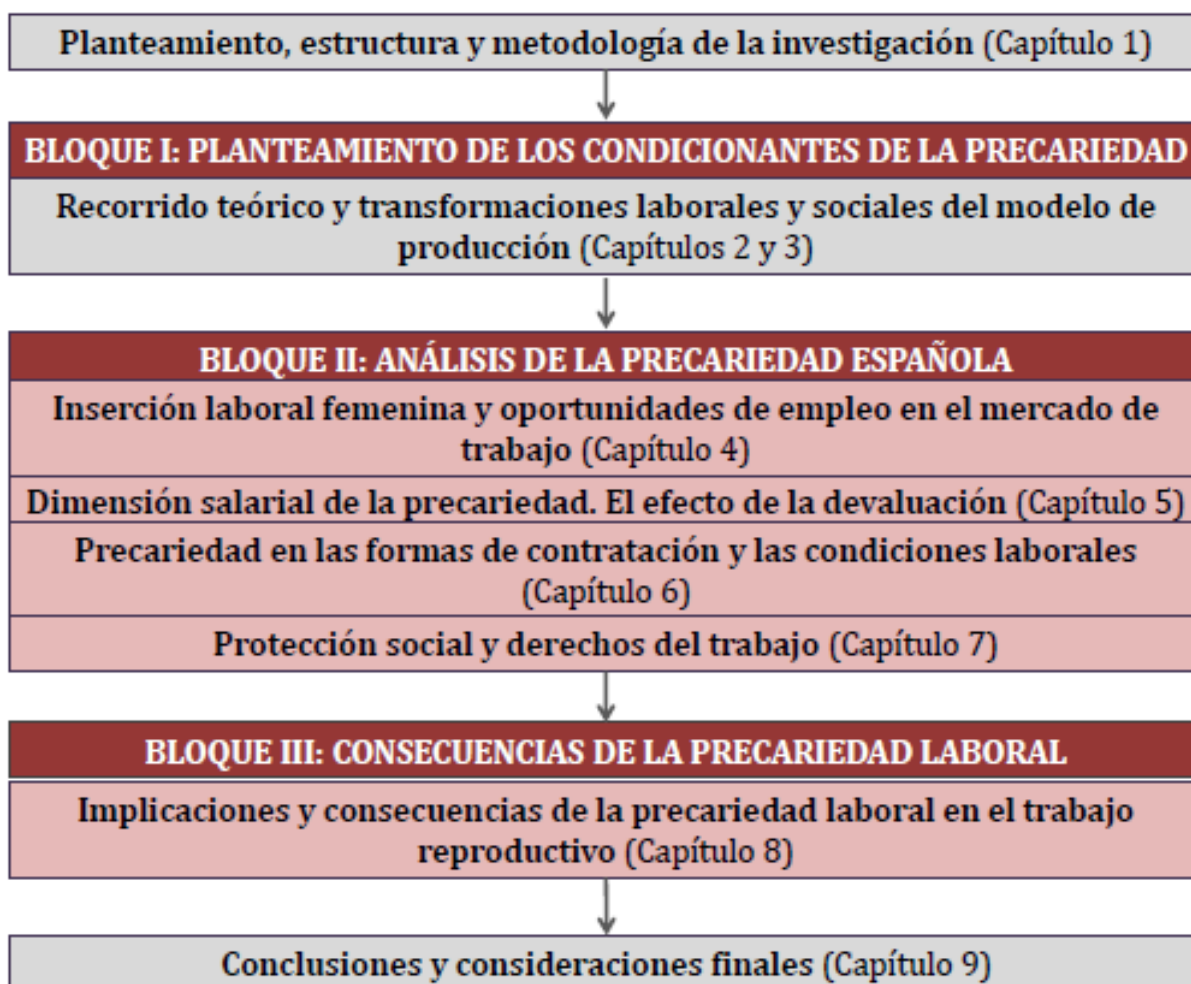 Planteamiento, estructura y metodología de la investigación (Capítulo 1)
BLOQUE I: PLANTEAMIENTO DE LOS CONDICIONANTES DE LA PRECARIEDAD
Recorrido teórico y transformaciones laborales y sociales del modelo de
producción (Capítulos 2 y 3)
BLOQUE II: ANÁLISIS DE LA PRECARIEDAD ESPAÑOLA
Inserción laboral femenina y oportunidades de empleo en el mercado de
trabajo (Capítulo 4)
Dimensión salarial de la precariedad. El efecto de la devaluación (Capítulo 5)
Precariedad en las formas de contratación y las condiciones laborales
(Capítulo 6)
Protección social y derechos del trabajo (Capítulo 7)
BLOQUE III: CONSECUENCIAS DE LA PRECARIEDAD LABORAL
Implicaciones y consecuencias de la precariedad laboral en el trabajo
reproductivo (Capítulo 8)
Conclusiones y consideraciones finales (Capítulo 9)